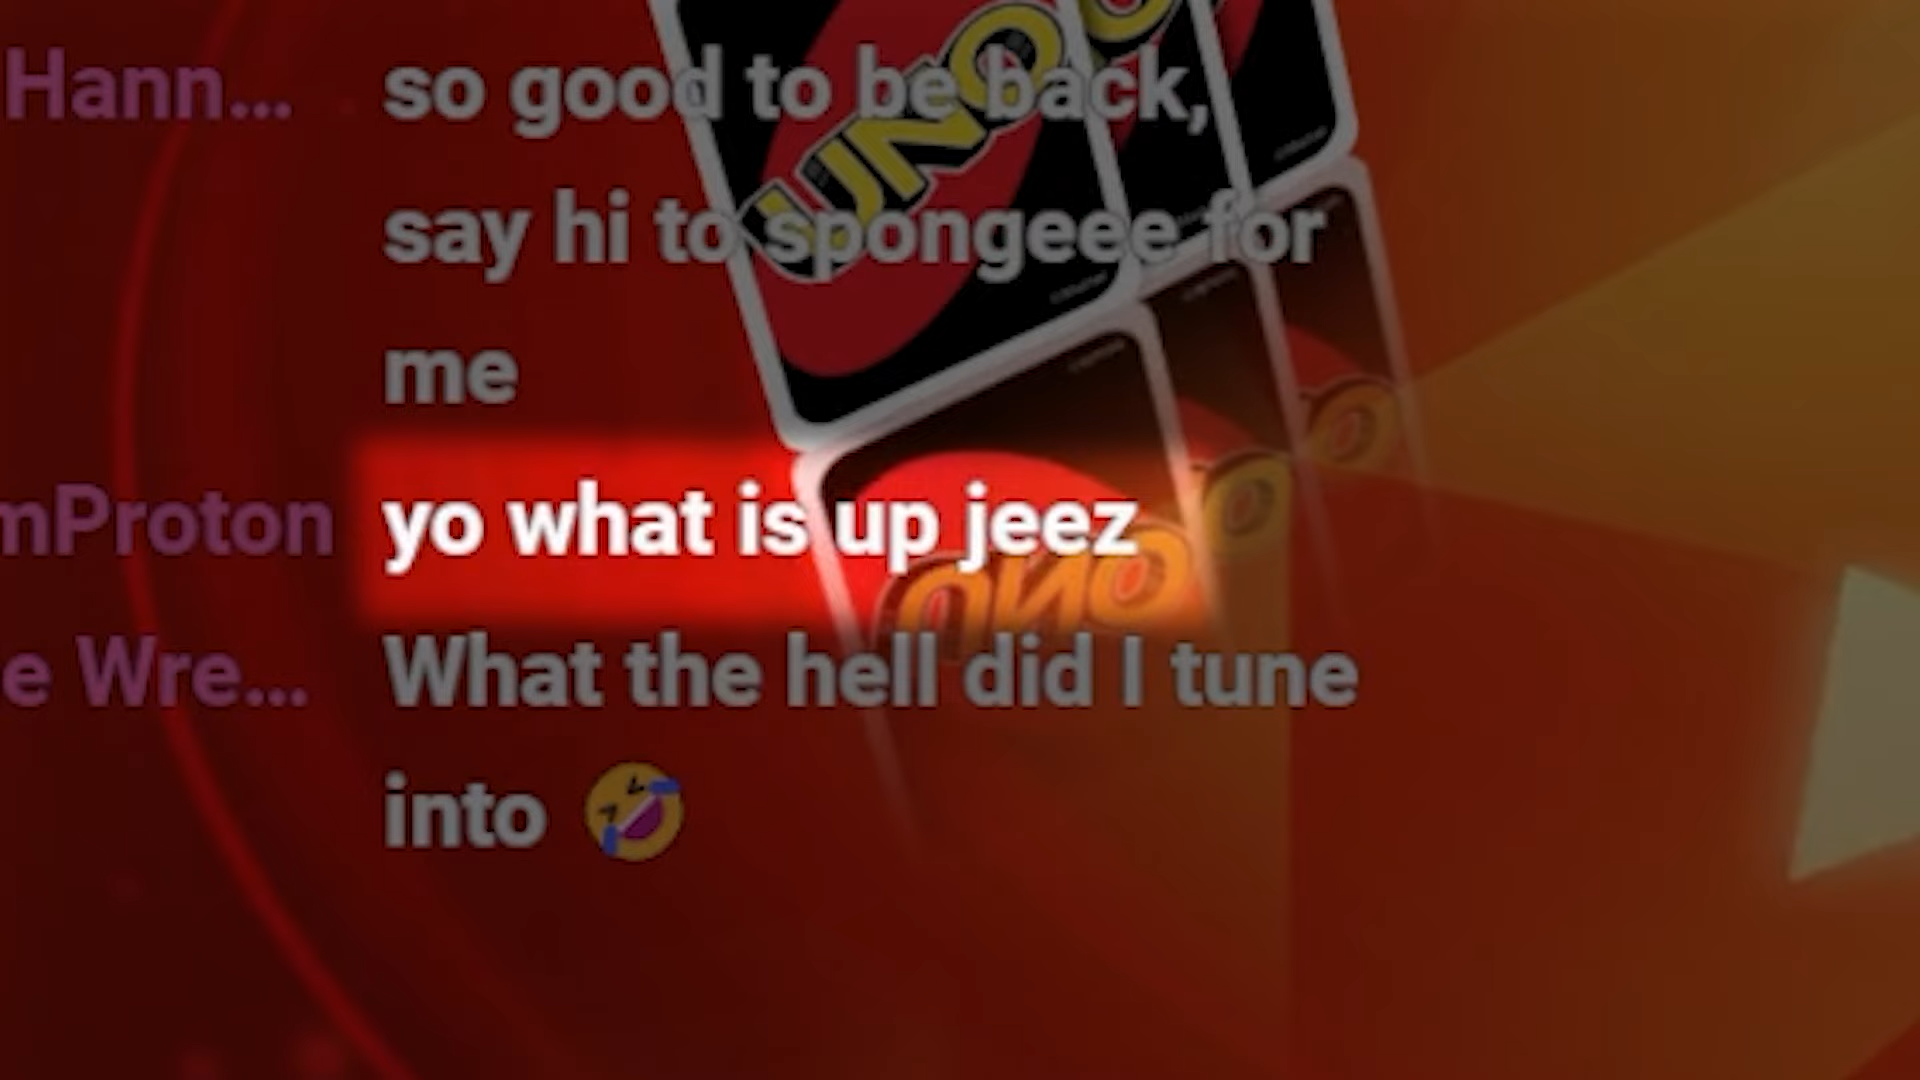 UNO
Hann... so good to be back,
say hi to spongeee for
me
mProton yo what is up jeez
UNO
e Wre... What the hell did I tune
into 🤣